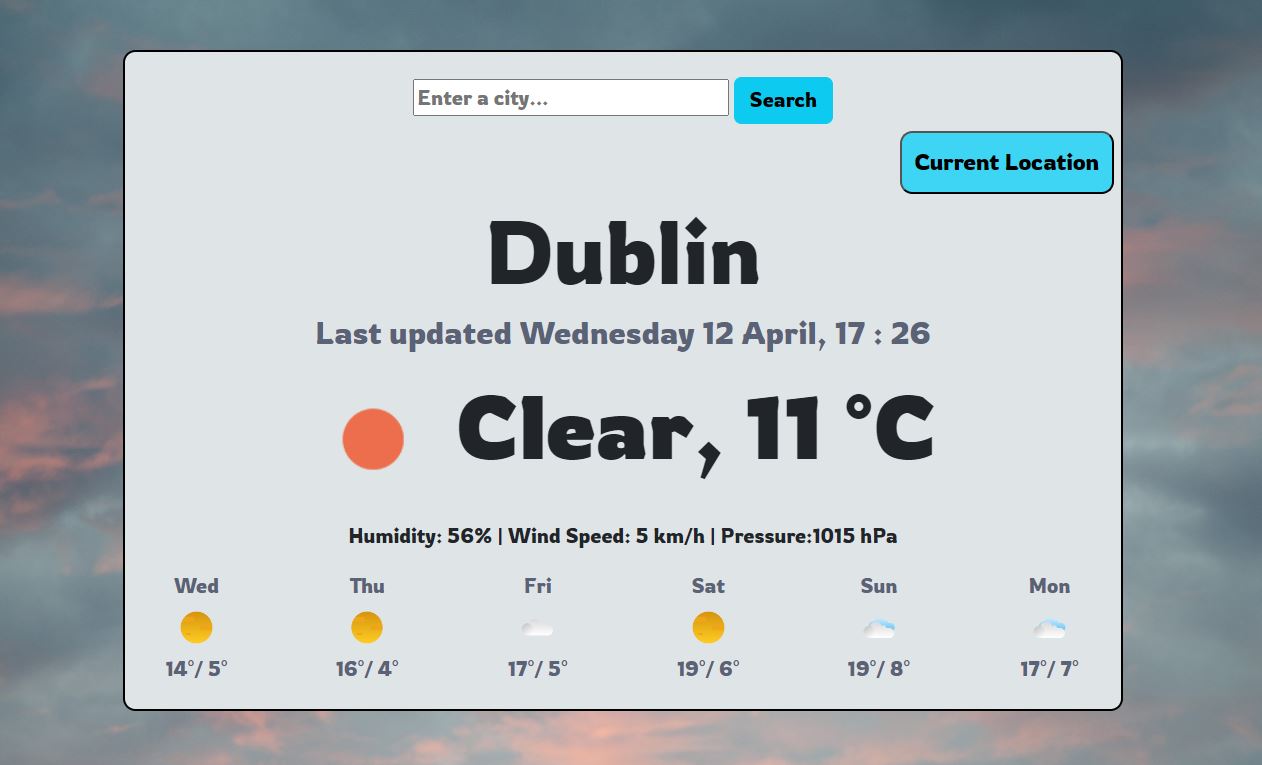 Enter a city...
Search
Current Location
Dublin
Last updated Wednesday 12 April, 17 : 26
Clear, 11 °C
Humidity: 56% | Wind Speed: 5 km/h | Pressure:1015 hPa
Wed Thu Fri Sat Sun Mon
14°/ 5° 16°/ 4° 17°/ 5° 19°/ 6° 19°/ 8° 17°/ 7°